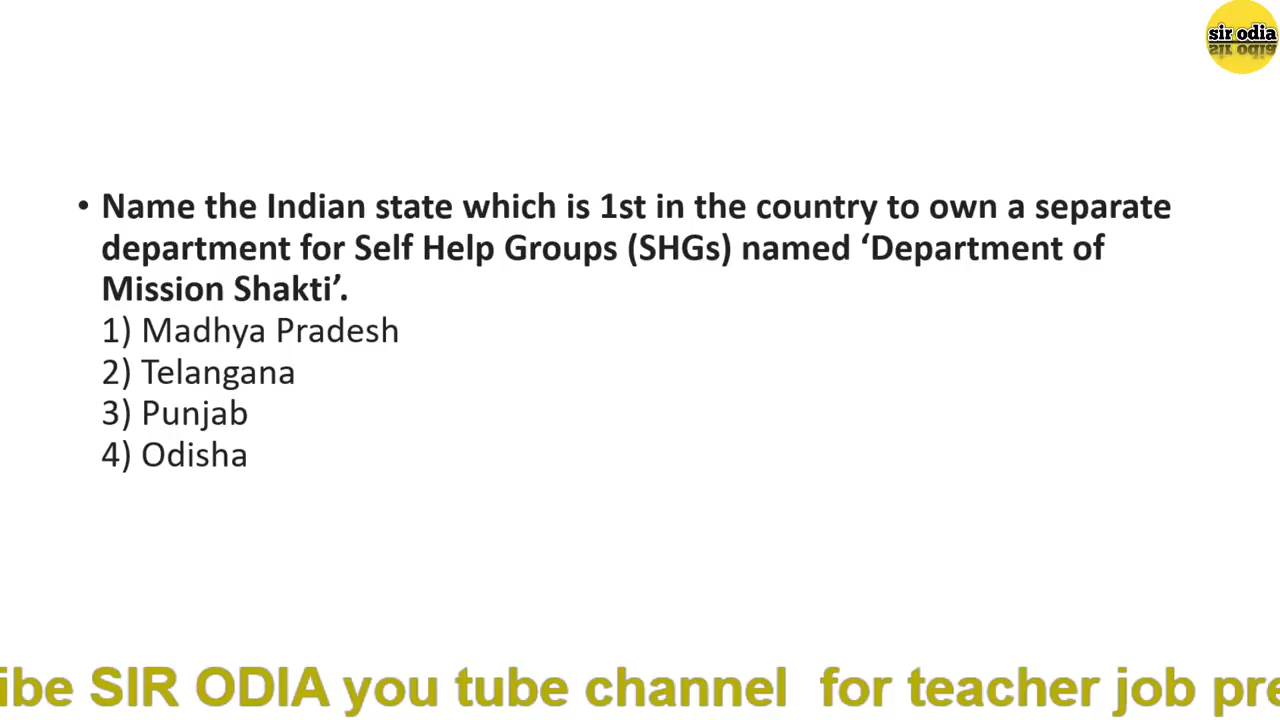 sir odia
• Name the Indian state which is 1st in the country to own a separate
department for Self Help Groups (SHGs) named ‘Department of
Mission Shakti’.
1) Madhya Pradesh
2) Telangana
3) Punjab
4) Odisha
ibe SIR ODIA you tube channel for teacher job pre